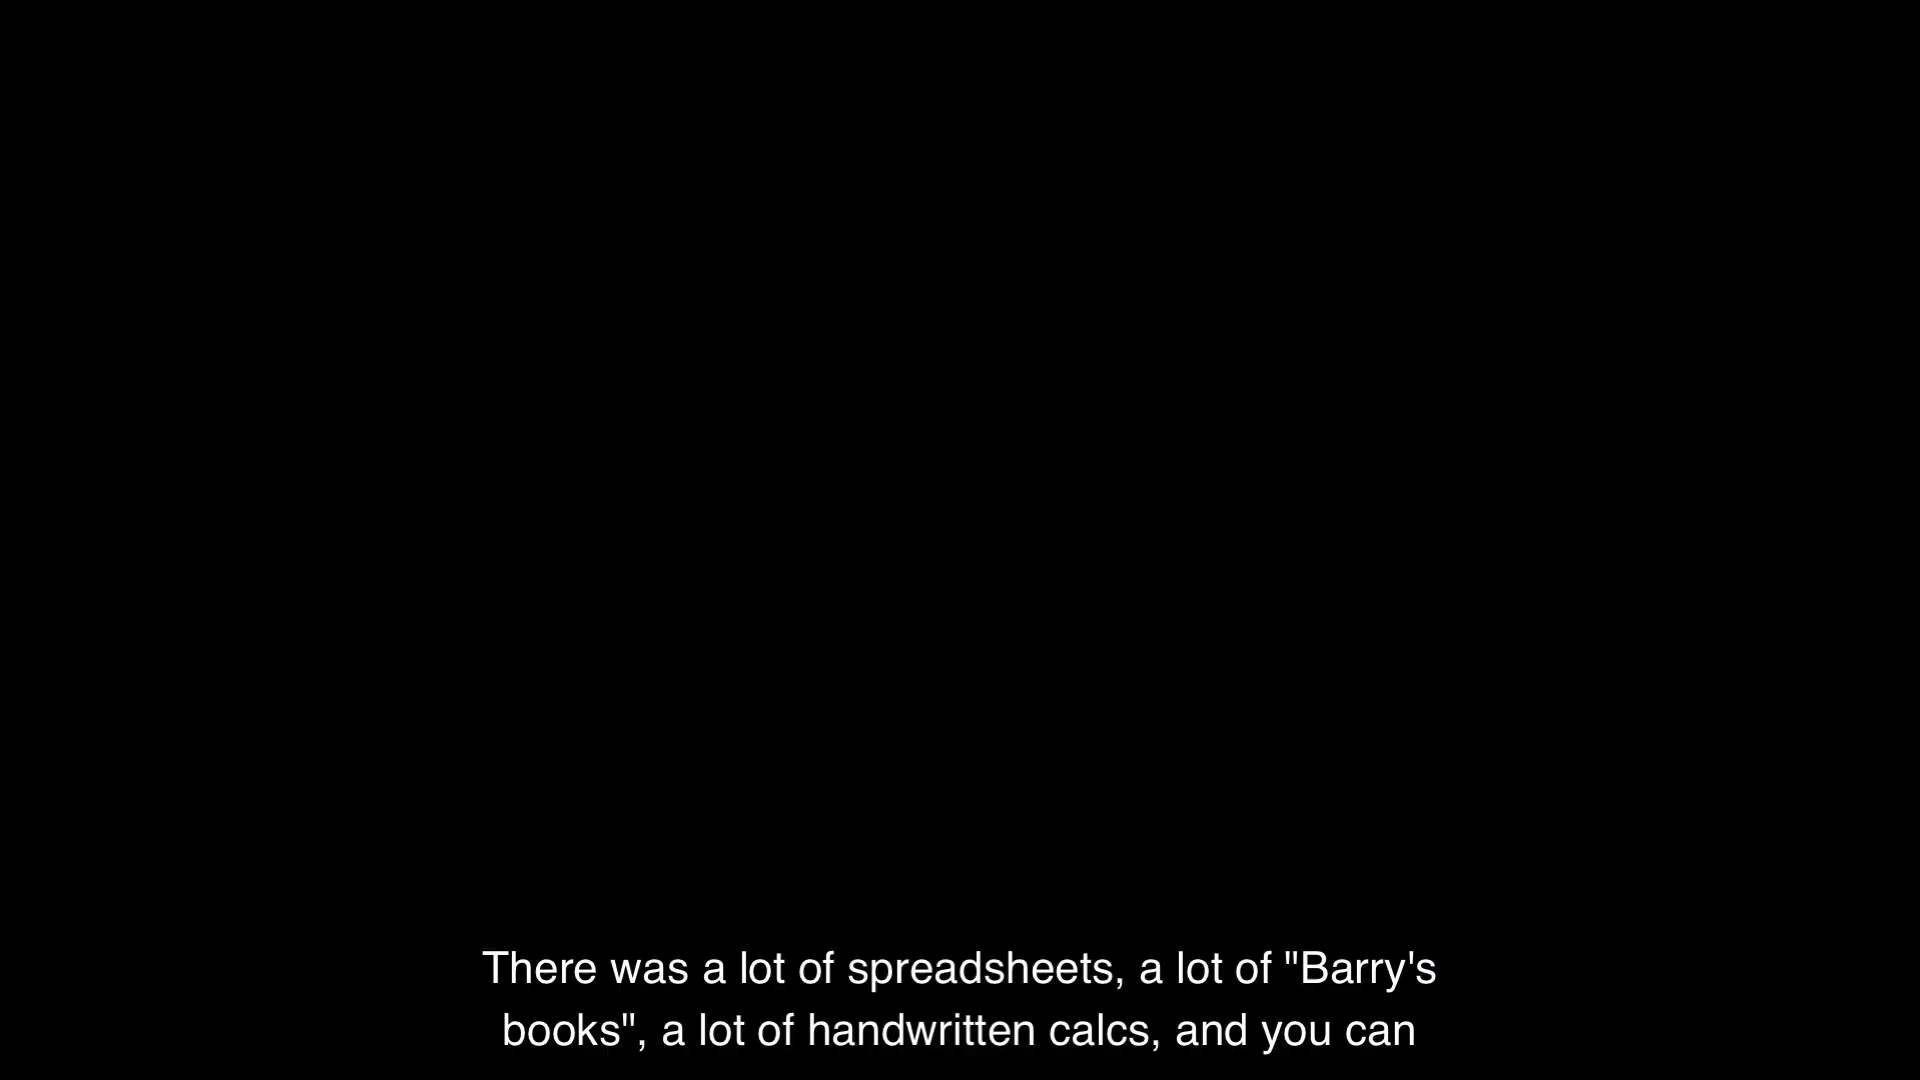 There was a lot of spreadsheets, a lot of "Barry's
books", a lot of handwritten calcs, and you can